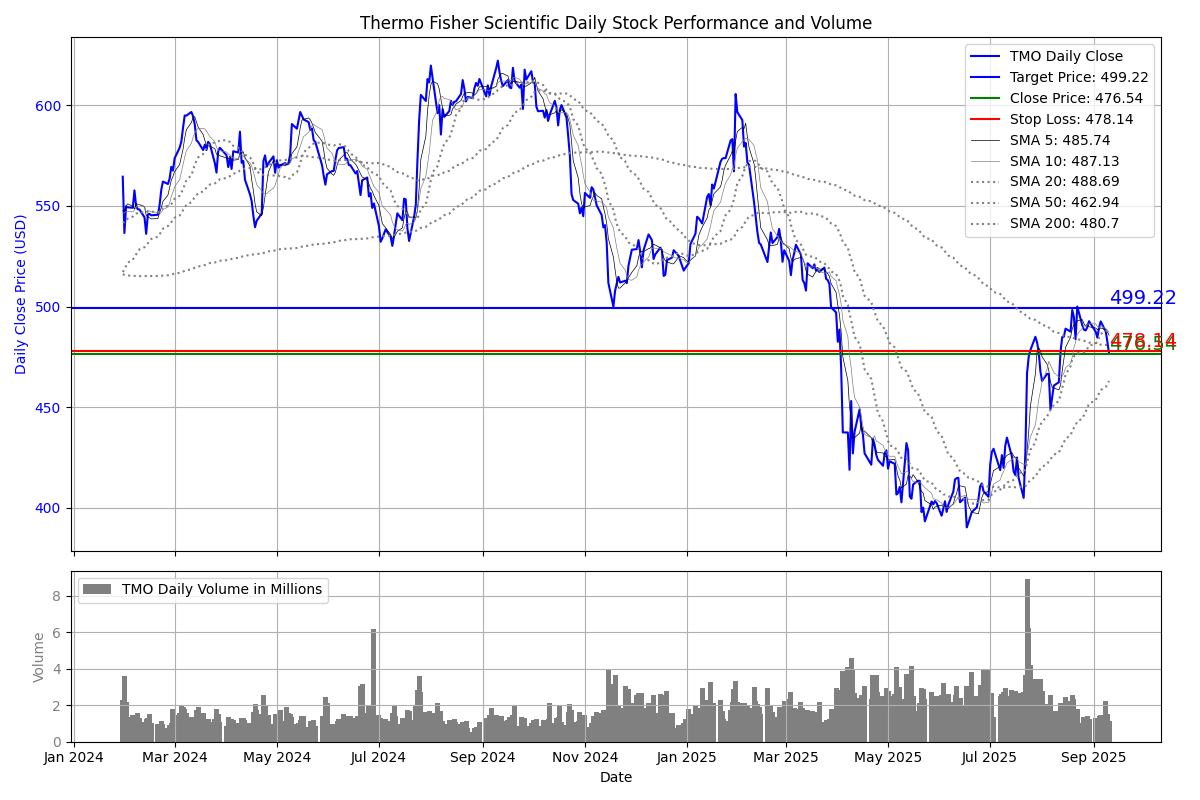 Thermo Fisher Scientific Daily Stock Performance and Volume
TMO Daily Close
Target Price: 499.22
Close Price: 476.54
Stop Loss: 478.14
SMA 5: 485.74
SMA 10: 487.13
SMA 20: 488.69
SMA 50: 462.94
SMA 200: 480.7
Daily Close Price (USD)
600
550
500
450
400
499.22
478.14
476.54
TMO Daily Volume in Millions
Volume
8
6
4
2
0
Jan 2024 Mar 2024 May 2024 Jul 2024 Sep 2024 Nov 2024 Jan 2025 Mar 2025 May 2025 Jul 2025 Sep 2025
Date